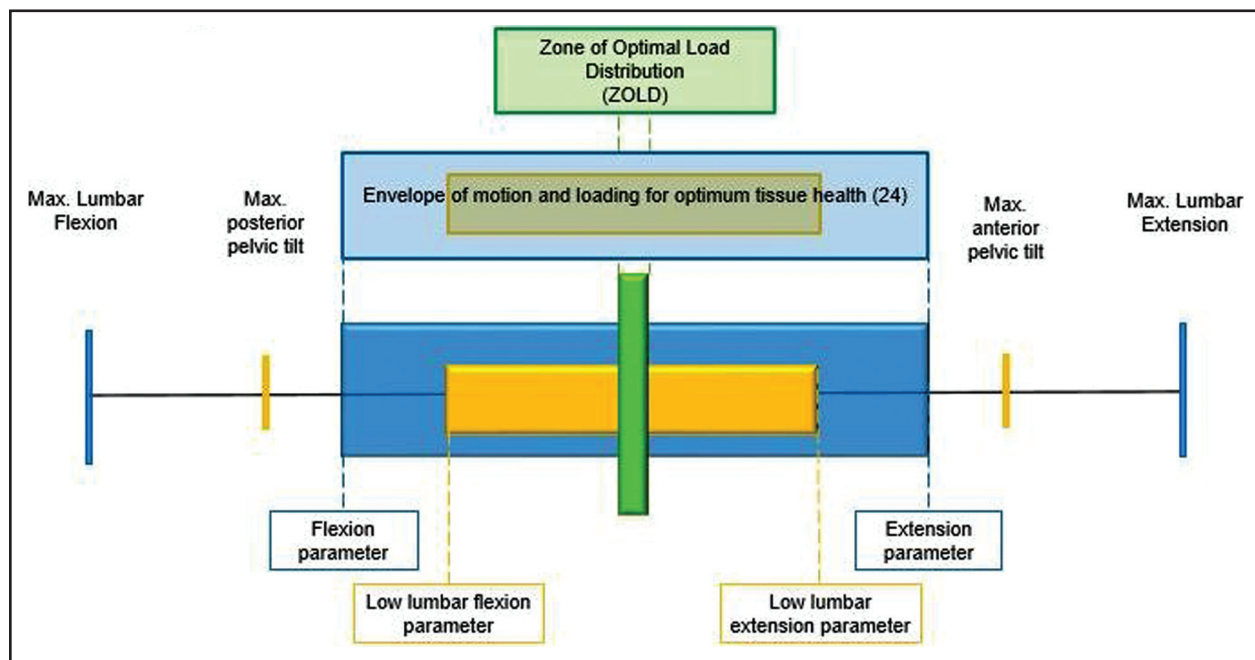 Zone of Optimal Load
Distribution
(ZOLD)
Envelope of motion and loading for optimum tissue health (24)
Max. Lumbar
Flexion
Max.
posterior
pelvic tilt
Max.
anterior
pelvic tilt
Max. Lumbar
Extension
Flexion
parameter
Extension
parameter
Low lumbar flexion
parameter
Low lumbar
extension parameter